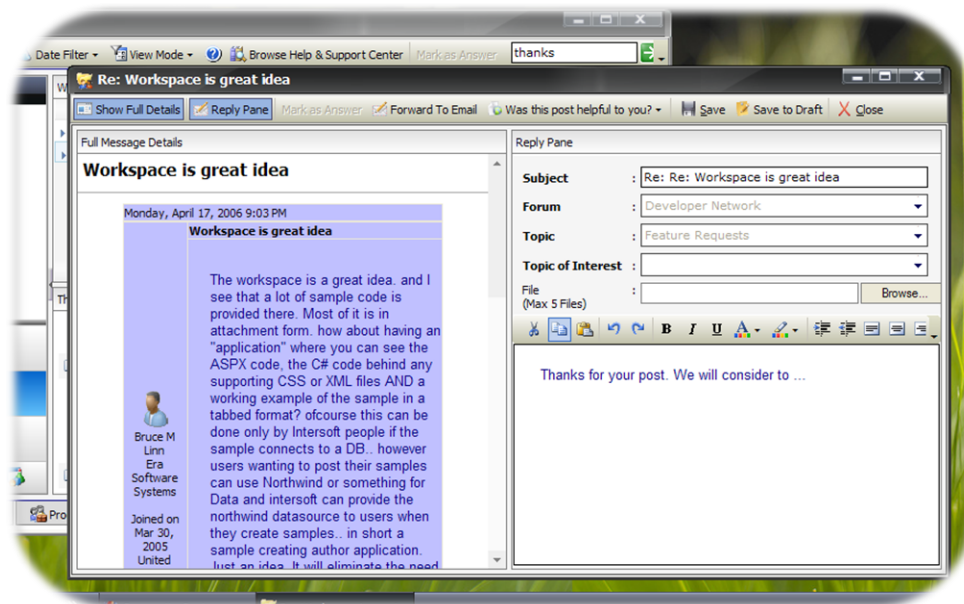 Date Filter
View Mode
Browse Help & Support Center
Mark as Answer
thanks
Re: Workspace is great idea
Show Full Details
Reply Pane
Mark as Answer
Forward To Email
Was this post helpful to you?
Save
Save to Draft
Close
Full Message Details
Workspace is great idea
Monday, April 17, 2006 9:03 PM
Workspace is great idea
The workspace is a great idea. and I
see that a lot of sample code is
provided there. Most of it is in
attachment form. how about having an
"application" where you can see the
ASPX code, the C# code behind any
supporting CSS or XML files AND a
working example of the sample in a
tabbed format? ofcourse this can be
done only by Intersoft people if the
sample connects to a DB.. however
users wanting to post their samples
can use Northwind or something for
Data and intersoft can provide the
northwind datasource to users when
they create samples.. in short a
sample creating author application.
Just an idea. It will eliminate the need
Bruce M
Linn
Era
Software
Systems
Joined on
Mar 30,
2005
United
Reply Pane
Subject : Re: Re: Workspace is great idea
Forum : Developer Network
Topic : Feature Requests
Topic of Interest :
File :
(Max 5 Files)
Browse...
B I U A
Thanks for your post. We will consider to ...
W
Th
Pro